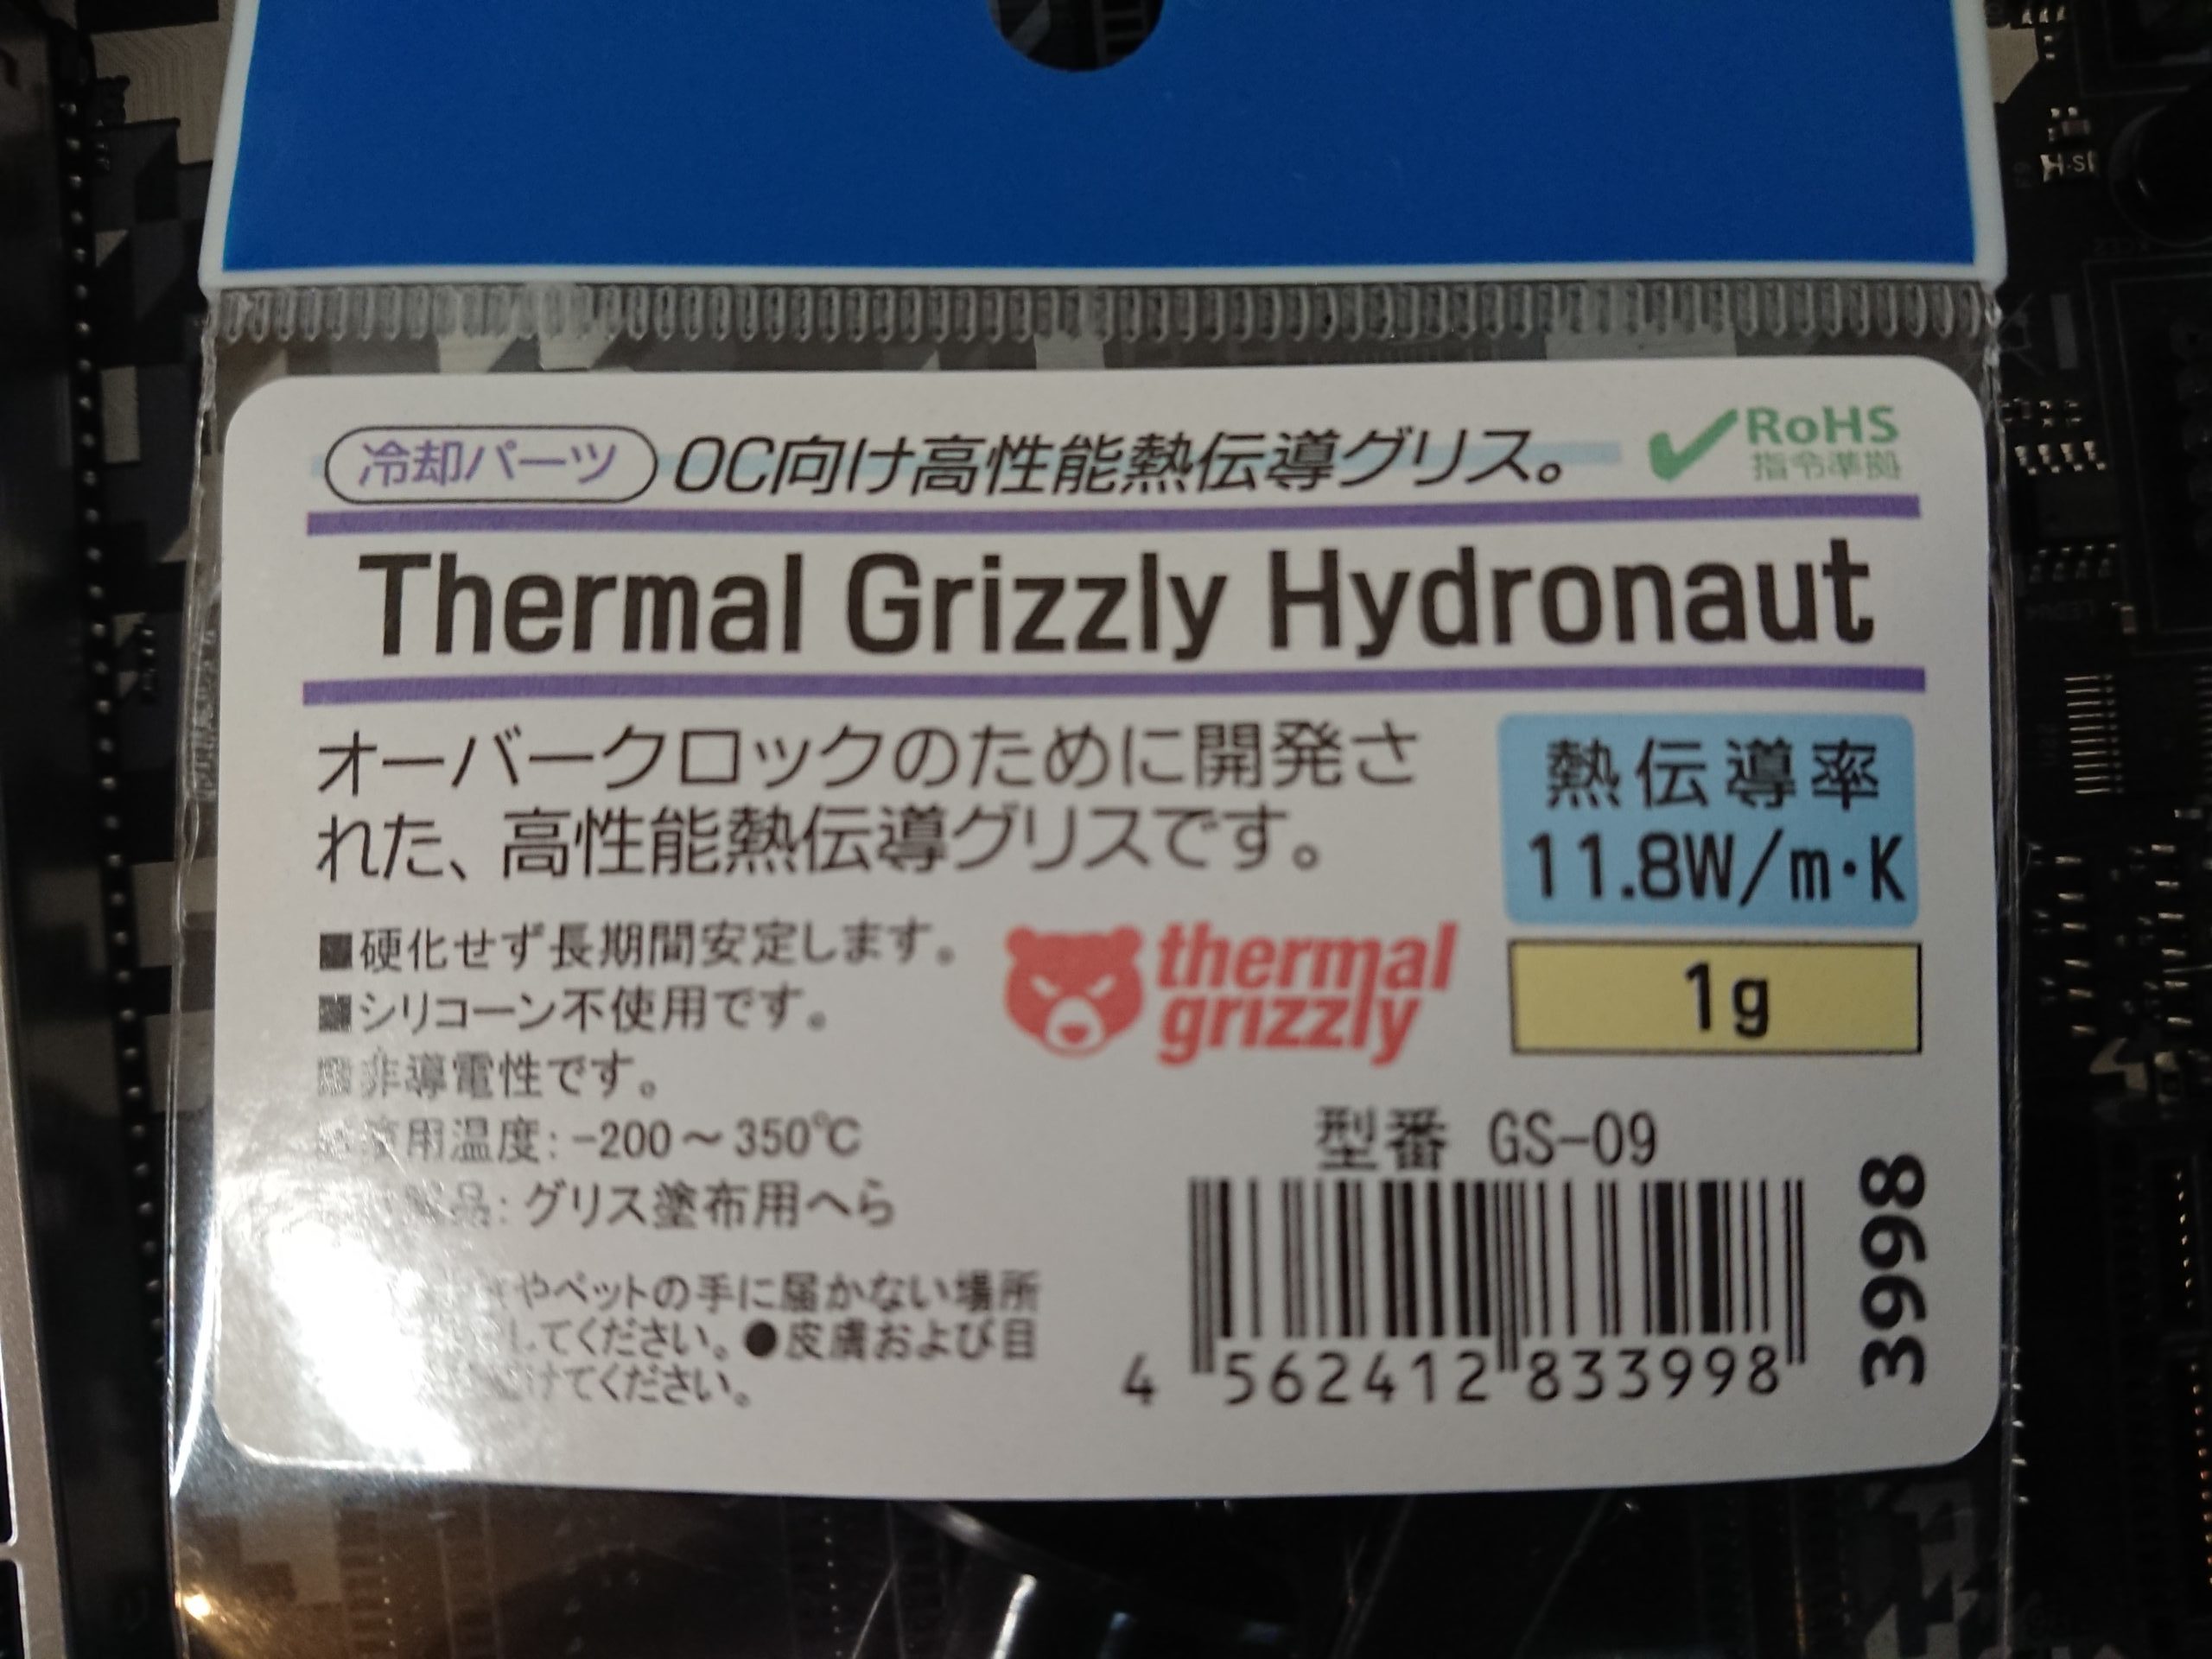 冷却パーツ OC向け高性能熱伝導グリス。
RoHS
指令準拠
Thermal Grizzly Hydronaut
オーバークロックのために開発さ
れた、高性能熱伝導グリスです。
熱伝導率
11.8W/m·K
1g
■硬化せず長期間安定します。
■シリコーン不使用です。
■非導電性です。
用温度:-200～350℃
品:グリス塗布用へら
thermal
grizzly
やペットの手に届かない場所
してください。●皮膚および目
けてください。
型番 GS-09
4 562412 833998
3998